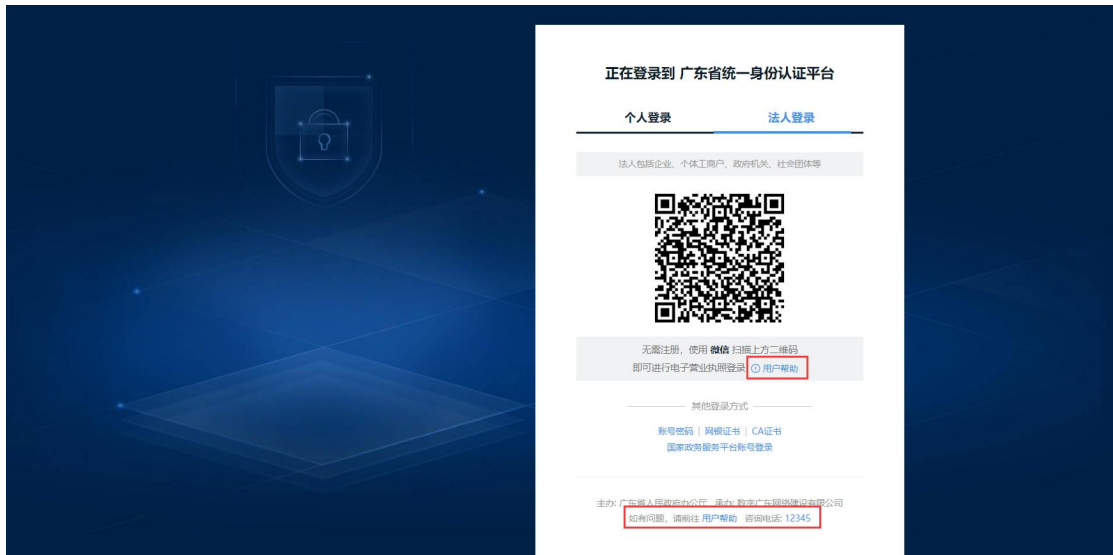 正在登录到 广东省统一身份认证平台
个人登录 法人登录
法人包括企业、个体工商户、政府机关、社会团体等
无需注册，使用 微信 扫描上方二维码
即可进行电子营业执照登录 用户帮助
其他登录方式
账号密码 | 网银证书 | CA证书
国家政务服务平台账号登录
主办: 广东省人民政府办公厅 承办: 数字广东网络建设有限公司
如有问题，请前往 用户帮助 咨询电话: 12345